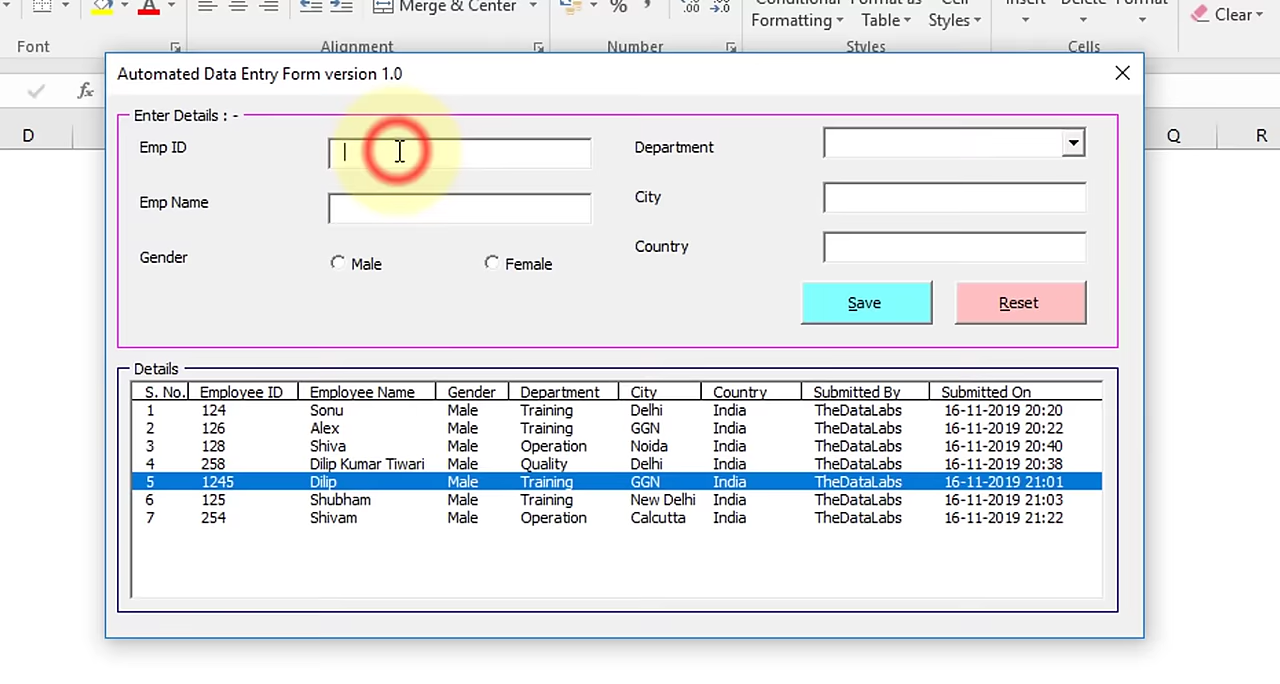 Merge & Center % .00 .0 Conditional Format as Cell Insert Delete Format
Formatting Table Styles Clear
Font Alignment Number Styles Cells
fx
D Q R
Automated Data Entry Form version 1.0
Enter Details : -
Emp ID Department
Emp Name City
Gender Male Female Country
Save Reset
Details
S. No. Employee ID Employee Name Gender Department City Country Submitted By Submitted On
1 124 Sonu Male Training Delhi India TheDataLabs 16-11-2019 20:20
2 126 Alex Male Training GGN India TheDataLabs 16-11-2019 20:22
3 128 Shiva Male Operation Noida India TheDataLabs 16-11-2019 20:40
4 258 Dilip Kumar Tiwari Male Quality Delhi India TheDataLabs 16-11-2019 20:38
5 1245 Dilip Male Training GGN India TheDataLabs 16-11-2019 21:01
6 125 Shubham Male Training New Delhi India TheDataLabs 16-11-2019 21:03
7 254 Shivam Male Operation Calcutta India TheDataLabs 16-11-2019 21:22